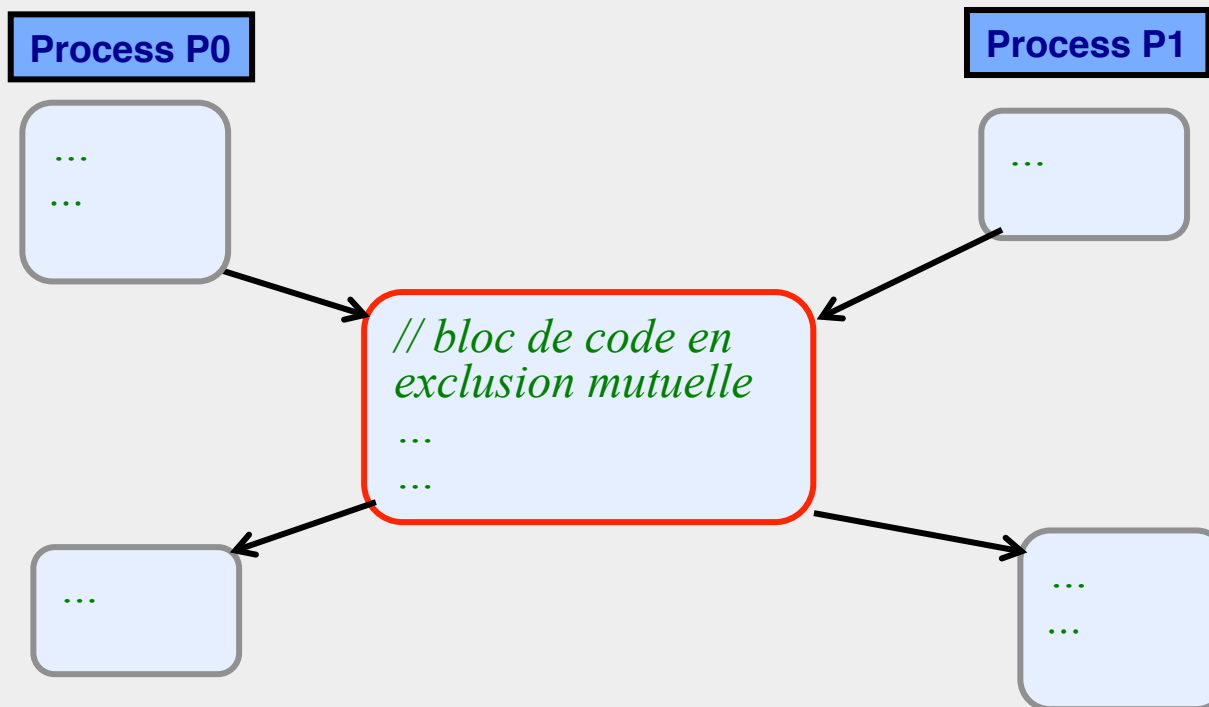 Process P0
Process P1
...
...
...
// bloc de code en
exclusion mutuelle
...
...
...
...
...